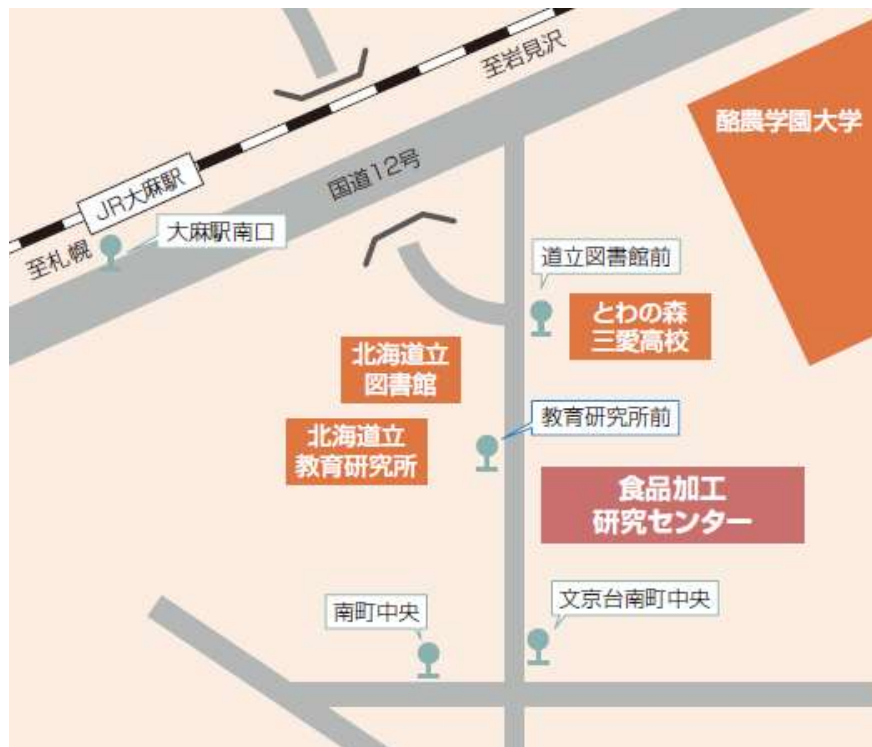 至岩見沢
酪農学園大学
国道12号
JR大麻駅
大麻駅南口
至札幌
道立図書館前
とわの森
三愛高校
北海道立
図書館
教育研究所前
北海道立
教育研究所
食品加工
研究センター
南町中央
文京台南町中央